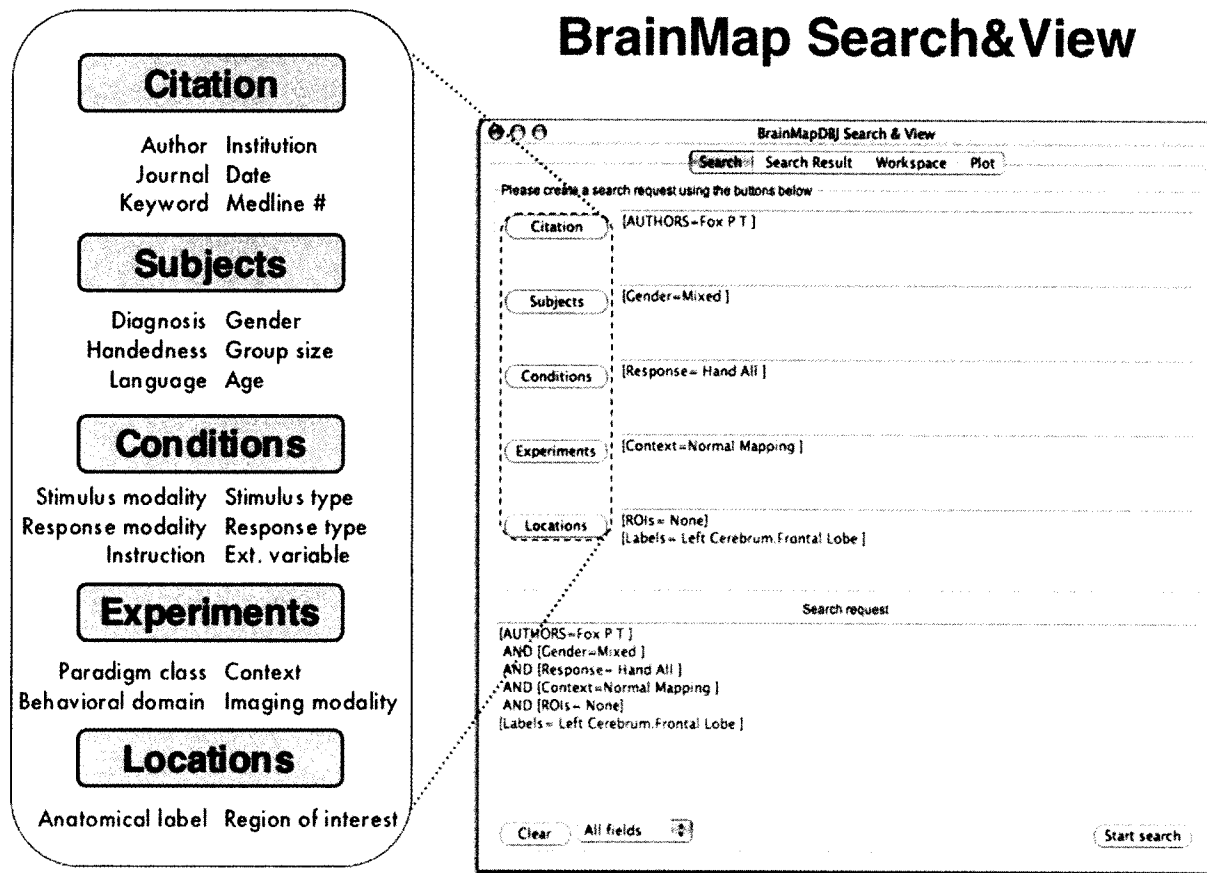 BrainMap Search&View
Citation
Author Institution
Journal Date
Keyword Medline #
Subjects
Diagnosis Gender
Handedness Group size
Language Age
Conditions
Stimulus modality Stimulus type
Response modality Response type
Instruction Ext. variable
Experiments
Paradigm class Context
Behavioral domain Imaging modality
Locations
Anatomical label Region of interest
BrainMapDBJ Search & View
Search Search Result Workspace Plot
Please create a search request using the buttons below
Citation [AUTHORS=Fox P T ]
Subjects [Gender=Mixed ]
Conditions [Response= Hand All ]
Experiments [Context=Normal Mapping ]
Locations [ROIs= None]
[Labels= Left Cerebrum.Frontal Lobe ]
Search request
[AUTHORS=Fox P T ]
AND [Gender=Mixed ]
AND [Response= Hand All ]
AND [Context=Normal Mapping ]
AND [ROIs= None]
[Labels= Left Cerebrum.Frontal Lobe ]
Clear All fields Start search